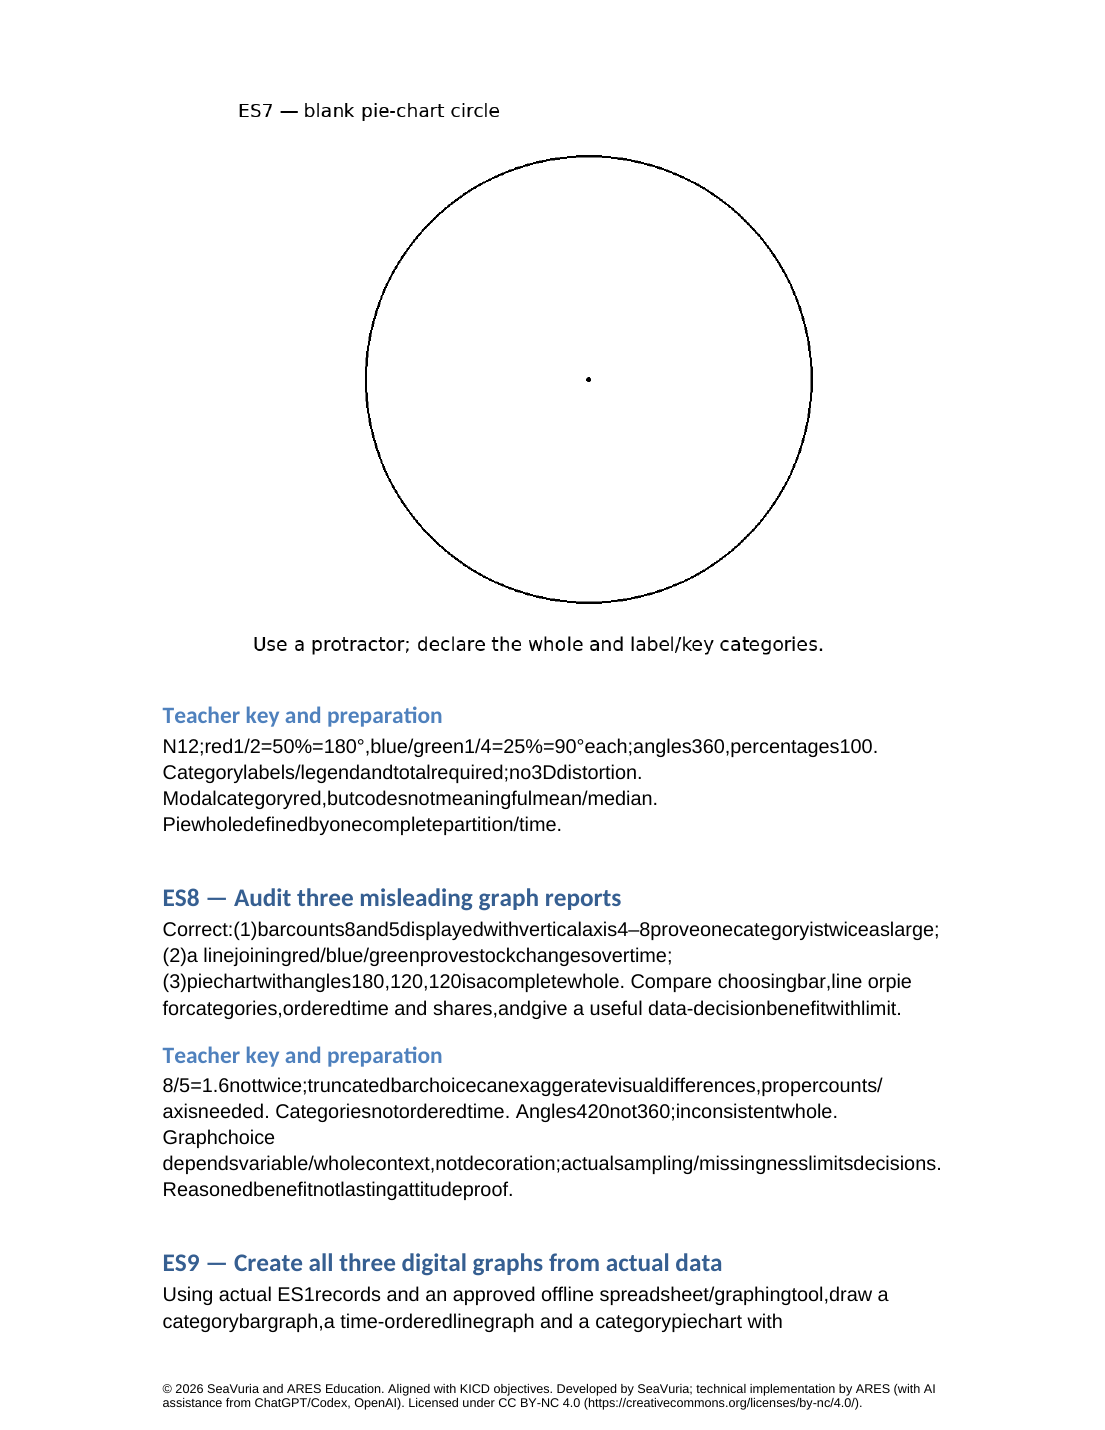 ES7 — blank pie-chart circle
Use a protractor; declare the whole and label/key categories.
Teacher key and preparation
N12;red1/2=50%=180°,blue/green1/4=25%=90°each;angles360,percentages100.
Categorylabels/legendandtotalrequired;no3Ddistortion.
Modalcategoryred,butcodesnotmeaningfulmean/median.
Piewholedefinedbyonecompletepartition/time.
ES8 — Audit three misleading graph reports
Correct:(1)barcounts8and5displayedwithverticalaxis4–8proveonecategoryistwiceaslarge;
(2)a linejoiningred/blue/greenprovestockchangesovertime;
(3)piechartwithangles180,120,120isacompletewhole. Compare choosingbar,line orpie
forcategories,orderedtime and shares,andgive a useful data-decisionbenefitwithlimit.
Teacher key and preparation
8/5=1.6nottwice;truncatedbarchoicecanexaggeratevisualdifferences,propercounts/
axisneeded. Categoriesnotorderedtime. Angles420not360;inconsistentwhole.
Graphchoice
dependsvariable/wholecontext,notdecoration;actualsampling/missingnesslimitsdecisions.
Reasonedbenefitnotlastingattitudeproof.
ES9 — Create all three digital graphs from actual data
Using actual ES1records and an approved offline spreadsheet/graphingtool,draw a
categorybargraph,a time-orderedlinegraph and a categorypiechart with
© 2026 SeaVuria and ARES Education. Aligned with KICD objectives. Developed by SeaVuria; technical implementation by ARES (with AI
assistance from ChatGPT/Codex, OpenAI). Licensed under CC BY-NC 4.0 (https://creativecommons.org/licenses/by-nc/4.0/).